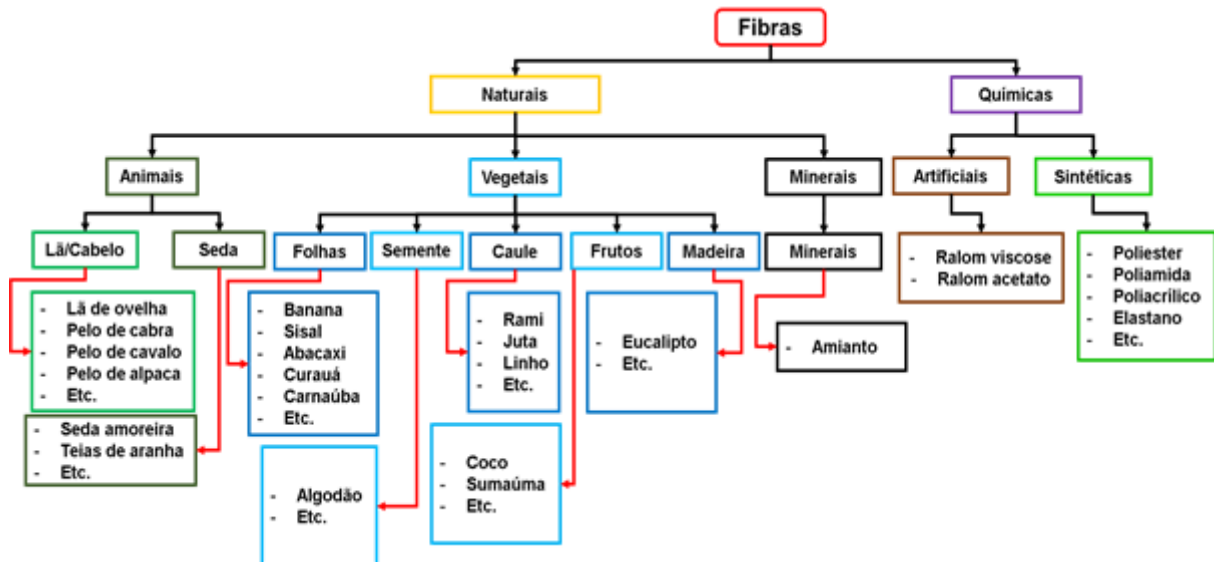 Fibras
Naturais
Químicas
Animais
Vegetais
Minerais
Artificiais
Sintéticas
Lã/Cabelo
Seda
Folhas
Semente
Caule
Frutos
Madeira
Minerais
- Lã de ovelha
- Pelo de cabra
- Pelo de cavalo
- Pelo de alpaca
- Etc.
- Seda amoreira
- Teias de aranha
- Etc.
- Banana
- Sisal
- Abacaxi
- Curauá
- Carnaúba
- Etc.
- Algodão
- Etc.
- Rami
- Juta
- Linho
- Etc.
- Coco
- Sumaúma
- Etc.
- Eucalipto
- Etc.
- Amianto
- Ralom viscose
- Ralom acetato
- Poliester
- Poliamida
- Poliacrílico
- Elastano
- Etc.